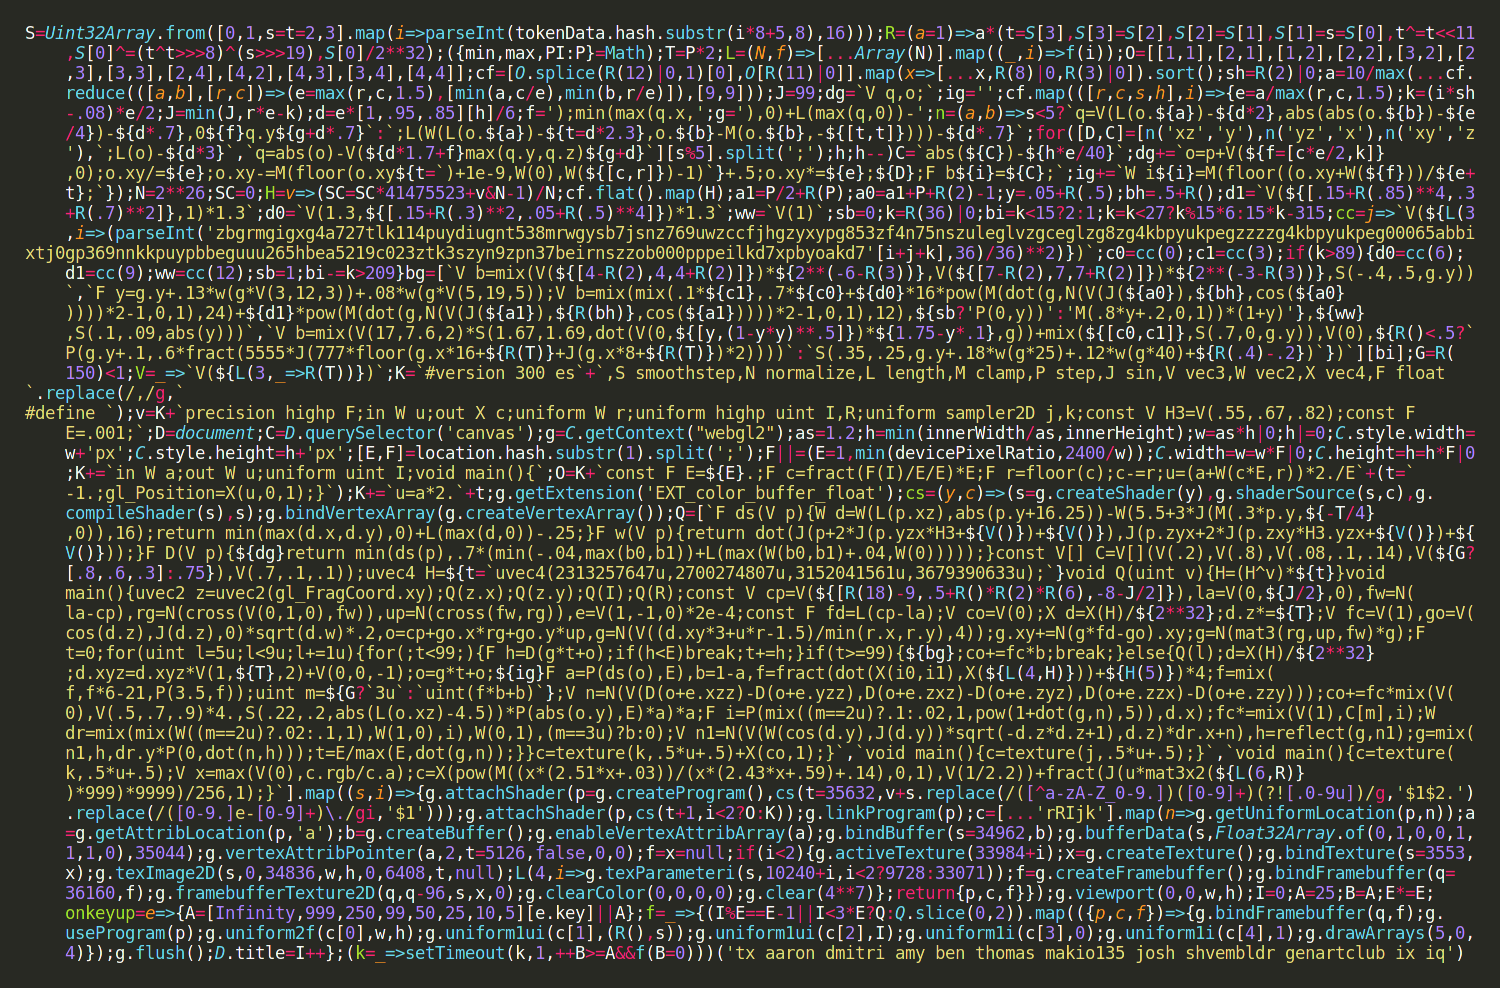 S=Uint32Array.from([0,1,s=t=2,3].map(i=>parseInt(tokenData.hash.substr(i*8+5,8),16)));R=(a=1)=>a*(t=S[3],S[3]=S[2],S[2]=S[1],S[1]=s=S[0],t^=t<<11
,S[0]^=(t^t>>>8)^(s>>>19),S[0]/2**32);({min,max,PI:P}=Math);T=P*2;L=(N,f)=>[...Array(N)].map((_,i)=>f(i));O=[[1,1],[2,1],[1,2],[2,2],[3,2],[2
,3],[3,3],[2,4],[4,2],[4,3],[3,4],[4,4]];cf=[O.splice(R(12)|0,1)[0],O[R(11)|0]].map(x=>[...x,R(8)|0,R(3)|0]).sort();sh=R(2)|0;a=10/max(...cf.
reduce(([a,b],[r,c])=>(e=max(r,c,1.5),[min(a,c/e),min(b,r/e)]),[9,9]));J=99;dg=`V q,o;`;ig='';cf.map(([r,c,s,h],i)=>{e=a/max(r,c,1.5);k=(i*sh
-.08)*e/2;J=min(J,r*e-k);d=e*[1,.95,.85][h]/6;f=');min(max(q.x,';g='),0)+L(max(q,0))-';n=(a,b)=>s<5?`q=V(L(o.${a})-${d*2},abs(abs(o.${b})-${e
/4})-${d*.7},0${f}q.y${g+d*.7}`:`;L(W(L(o.${a})-${t=d*2.3},o.${b}-M(o.${b},-${[t,t]})))-${d*.7}`;for([D,C]=[n('xz','y'),n('yz','x'),n('xy','z
'),`;L(o)-${d*3}`,`q=abs(o)-V(${d*1.7+f}max(q.y,q.z)${g+d}`][s%5].split(';');h;h--)C=`abs(${C})-${h*e/40}`;dg+=`o=p+V(${f=[c*e/2,k]}
,0);o.xy/=${e};o.xy-=M(floor(o.xy${t=`)+1e-9,W(0),W(${[c,r]})-1)`}+.5;o.xy*=${e};${D};F b${i}=${C};`;ig+=`W i${i}=M(floor((o.xy+W(${f}))/${e+
t};`});N=2**26;SC=0;H=v=>(SC=SC*41475523+v&N-1)/N;cf.flat().map(H);a1=P/2+R(P);a0=a1+P+R(2)-1;y=.05+R(.5);bh=.5+R();d1=`V(${[.15+R(.85)**4,.3
+R(.7)**2]},1)*1.3`;d0=`V(1.3,${[.15+R(.3)**2,.05+R(.5)**4]})*1.3`;ww=`V(1)`;sb=0;k=R(36)|0;bi=k<15?2:1;k=k<27?k%15*6:15*k-315;cc=j=>`V(${L(3
,i=>(parseInt('zbgrmgigxg4a727tlk114puydiugnt538mrwgysb7jsnz769uwzccfjhgzyxypg853zf4n75nszuleglvzgceglzg8zg4kbpyukpegzzzzg4kbpyukpeg00065abbi
xtj0gp369nnkkpuypbbeguuu265hbea5219c023ztk3szyn9zpn37beirnszzob000pppeilkd7xpbyoakd7'[i+j+k],36)/36)**2)})`;c0=cc(0);c1=cc(3);if(k>89){d0=cc(6);
d1=cc(9);ww=cc(12);sb=1;bi--k>209}bg=[`V b=mix(V(${[4-R(2),4,4+R(2)]})*${2**(-6-R(3))},V(${[7-R(2),7,7+R(2)]})*${2**(-3-R(3))},S(-.4,.5,g.y))
`,`F y=g.y+.13*w(g*V(3,12,3))+.08*w(g*V(5,19,5));V b=mix(mix(.1*${c1},.7*${c0}+${d0}*16*pow(M(dot(g,N(V(J(${a0}),${bh},cos(${a0}
))))*2-1,0,1),24)+${d1}*pow(M(dot(g,N(V(J(${a1}),${R(bh)},cos(${a1}))))*2-1,0,1),12),${sb?'P(0,y))':'M(.8*y+.2,0,1))*(1+y)'},${ww}
,S(.1,.09,abs(y)))`,`V b=mix(V(17,7.6,2)*S(1.67,1.69,dot(V(0,${[y,(1-y*y)**.5]})*${1.75-y*.1},g))+mix(${[c0,c1]},S(.7,0,g.y)),V(0),${R()<.5?`
P(g.y+.1,.6*fract(5555*J(777*floor(g.x*16+${R(T)}+J(g.x*8+${R(T)})*2))))`:`S(.35,.25,g.y+.18*w(g*25)+.12*w(g*40)+${R(.4)-.2})`})`][bi];G=R(
150)<1;V=_=>`V(${L(3,_=>R(T))})`;K=`#version 300 es`+`,S smoothstep,N normalize,L length,M clamp,P step,J sin,V vec3,W vec2,X vec4,F float
`.replace(/,/g,`
#define `);v=K+`precision highp F;in W u;out X c;uniform W r;uniform highp uint I,R;uniform sampler2D j,k;const V H3=V(.55,.67,.82);const F
E=.001;`;D=document;C=D.querySelector('canvas');g=C.getContext("webgl2");as=1.2;h=min(innerWidth/as,innerHeight);w=as*h|0;h|=0;C.style.width=
w+'px';C.style.height=h+'px';[E,F]=location.hash.substr(1).split(';');F||=(E=1,min(devicePixelRatio,2400/w));C.width=w=w*F|0;C.height=h=h*F|0
;K+=`in W a;out W u;uniform uint I;void main(){`;O=K+`const F E=${E}.;F c=fract(F(I)/E/E)*E;F r=floor(c);c-=r;u=(a+W(c*E,r))*2./E`+(t=`
-1.;gl_Position=X(u,0,1);}`);K+=`u=a*2.`+t;g.getExtension('EXT_color_buffer_float');cs=(y,c)=>(s=g.createShader(y),g.shaderSource(s,c),g.
compileShader(s),s);g.bindVertexArray(g.createVertexArray());Q=[`F ds(V p){W d=W(L(p.xz),abs(p.y+16.25))-W(5.5+3*J(M(.3*p.y,${-T/4}
,0)),16);return min(max(d.x,d.y),0)+L(max(d,0))-.25;}F w(V p){return dot(J(p+2*J(p.yzx*H3+${V()})+${V()}),J(p.zyx+2*J(p.zxy*H3.yzx+${V()})+${
V()}));}F D(V p){${dg}return min(ds(p),.7*(min(-.04,max(b0,b1))+L(max(W(b0,b1)+.04,W(0)))));}const V[] C=V[](V(.2),V(.8),V(.08,.1,.14),V(${G?
[.8,.6,.3]:.75}),V(.7,.1,.1));uvec4 H=${t=`uvec4(2313257647u,2700274807u,3152041561u,3679390633u);`}void Q(uint v){H=(H^v)*${t}}void
main(){uvec2 z=uvec2(gl_FragCoord.xy);Q(z.x);Q(z.y);Q(I);Q(R);const V cp=V(${[R(18)-9,.5+R()*R(2)*R(6),-8-J/2]}),la=V(0,${J/2},0),fw=N(
la-cp),rg=N(cross(V(0,1,0),fw)),up=N(cross(fw,rg)),e=V(1,-1,0)*2e-4;const F fd=L(cp-la);V co=V(0);X d=X(H)/${2**32};d.z*=${T};V fc=V(1),go=V(
cos(d.z),J(d.z),0)*sqrt(d.w)*.2,o=cp+go.x*rg+go.y*up,g=N(V((d.xy*3+u*r-1.5)/min(r.x,r.y),4));g.xy+=N(g*fd-go).xy;g=N(mat3(rg,up,fw)*g);F
t=0;for(uint l=5u;l<9u;l+=1u){for(;t<99;){F h=D(g*t+o);if(h<E)break;t+=h;}if(t>=99){${bg};co+=fc*b;break;}else{Q(l);d=X(H)/${2**32}
;d.xyz=d.xyz*V(1,${T},2)+V(0,0,-1);o=g*t+o;${ig}F a=P(ds(o),E),b=1-a,f=fract(dot(X(i0,i1),X(${L(4,H)}))+${H(5)})*4;f=mix(
f,f*6-21,P(3.5,f));uint m=${G?`3u`:`uint(f*b+b)`};V n=N(V(D(o+e.xzz)-D(o+e.yzz),D(o+e.zxz)-D(o+e.zyz),D(o+e.zzx)-D(o+e.zzy)));co+=fc*mix(V(
0),V(.5,.7,.9)*4.,S(.22,.2,abs(L(o.xz)-4.5))*P(abs(o.y),E)*a)*a;F i=P(mix((m==2u)?.1:.02,1,pow(1+dot(g,n),5)),d.x);fc*=mix(V(1),C[m],i);W
dr=mix(mix(W((m==2u)?.02:.1,1),W(1,0),i),W(0,1),(m==3u)?b:0);V n1=N(V(W(cos(d.y),J(d.y))*sqrt(-d.z*d.z+1),d.z)*dr.x+n),h=reflect(g,n1);g=mix(
n1,h,dr.y*P(0,dot(n,h)));t=E/max(E,dot(g,n));}}c=texture(k,.5*u+.5)+X(co,1);}`,`void main(){c=texture(j,.5*u+.5);}`,`void main(){c=texture(
k,.5*u+.5);V x=max(V(0),c.rgb/c.a);c=X(pow(M((x*(2.51*x+.03))/(x*(2.43*x+.59)+.14),0,1),V(1/2.2))+fract(J(u*mat3x2(${L(6,R)}
)*999)*9999)/256,1);}`].map((s,i)=>{g.attachShader(p=g.createProgram(),cs(t=35632,v+s.replace(/([^a-zA-Z_0-9.])([0-9]+)(?![.0-9u])/g,'$1$2.')
.replace(/([0-9.]e-[0-9]+)\./gi,'$1')));g.attachShader(p,cs(t+1,i<2?O:K));g.linkProgram(p);c=[...'rRIjk'].map(n=>g.getUniformLocation(p,n));a
=g.getAttribLocation(p,'a');b=g.createBuffer();g.enableVertexAttribArray(a);g.bindBuffer(s=34962,b);g.bufferData(s,Float32Array.of(0,1,0,0,1,
1,1,0),35044);g.vertexAttribPointer(a,2,t=5126,false,0,0);f=x=null;if(i<2){g.activeTexture(33984+i);x=g.createTexture();g.bindTexture(s=3553,
x);g.texImage2D(s,0,34836,w,h,0,6408,t,null);L(4,i=>g.texParameteri(s,10240+i,i<2?9728:33071));f=g.createFramebuffer();g.bindFramebuffer(q=
36160,f);g.framebufferTexture2D(q,q-96,s,x,0);g.clearColor(0,0,0,0);g.clear(4**7)};return{p,c,f}});g.viewport(0,0,w,h);I=0;A=25;B=A;E*=E;
onkeyup=e=>{A=[Infinity,999,250,99,50,25,10,5][e.key]||A};f=_=>{(I%E==E-1||I<3*E?Q:Q.slice(0,2)).map(({p,c,f})=>{g.bindFramebuffer(q,f);g.
useProgram(p);g.uniform2f(c[0],w,h);g.uniform1ui(c[1],(R(),s));g.uniform1ui(c[2],I);g.uniform1i(c[3],0);g.uniform1i(c[4],1);g.drawArrays(5,0,
4)});g.flush();D.title=I++};(k=_=>setTimeout(k,1,++B>=A&&f(B=0)))('tx aaron dmitri amy ben thomas makio135 josh shvembldr genartclub ix iq')